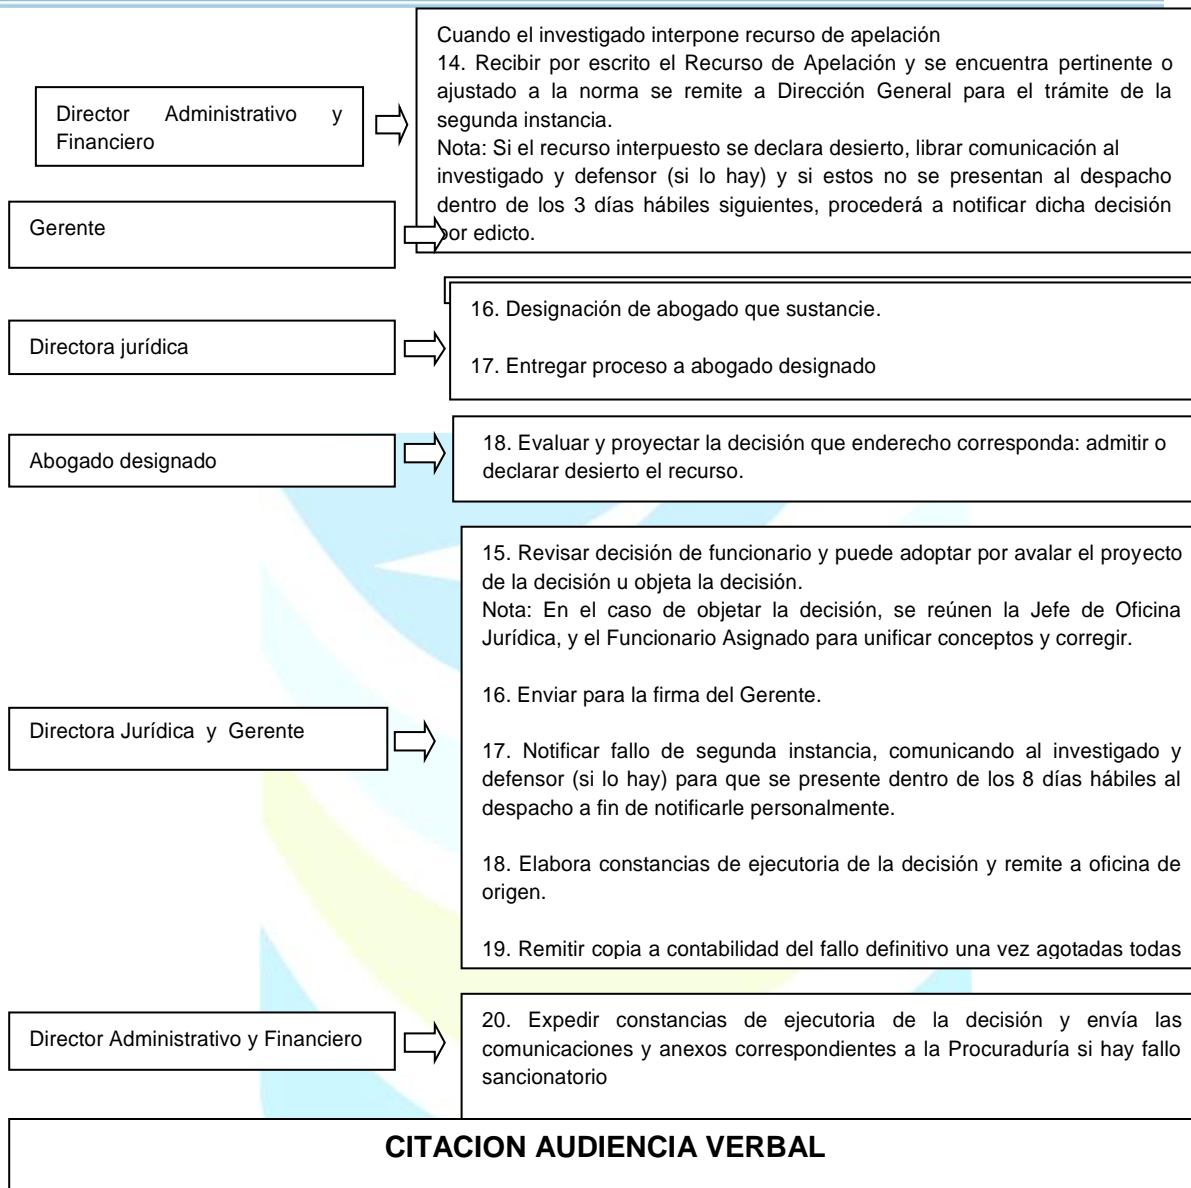 Cuando el investigado interpone recurso de apelación
14. Recibir por escrito el Recurso de Apelación y se encuentra pertinente o
ajustado a la norma se remite a Dirección General para el trámite de la
segunda instancia.
Nota: Si el recurso interpuesto se declara desierto, librar comunicación al
investigado y defensor (si lo hay) y si estos no se presentan al despacho
dentro de los 3 días hábiles siguientes, procederá a notificar dicha decisión
por edicto.
Director Administrativo y
Financiero
Gerente
Directora jurídica
16. Designación de abogado que sustancie.
17. Entregar proceso a abogado designado
Abogado designado
18. Evaluar y proyectar la decisión que enderecho corresponda: admitir o
declarar desierto el recurso.
Directora Jurídica y Gerente
15. Revisar decisión de funcionario y puede adoptar por avalar el proyecto
de la decisión u objeta la decisión.
Nota: En el caso de objetar la decisión, se reúnen la Jefe de Oficina
Jurídica, y el Funcionario Asignado para unificar conceptos y corregir.
16. Enviar para la firma del Gerente.
17. Notificar fallo de segunda instancia, comunicando al investigado y
defensor (si lo hay) para que se presente dentro de los 8 días hábiles al
despacho a fin de notificarle personalmente.
18. Elabora constancias de ejecutoria de la decisión y remite a oficina de
origen.
19. Remitir copia a contabilidad del fallo definitivo una vez agotadas todas
Director Administrativo y Financiero
20. Expedir constancias de ejecutoria de la decisión y envía las
comunicaciones y anexos correspondientes a la Procuraduría si hay fallo
sancionatorio
CITACION AUDIENCIA VERBAL